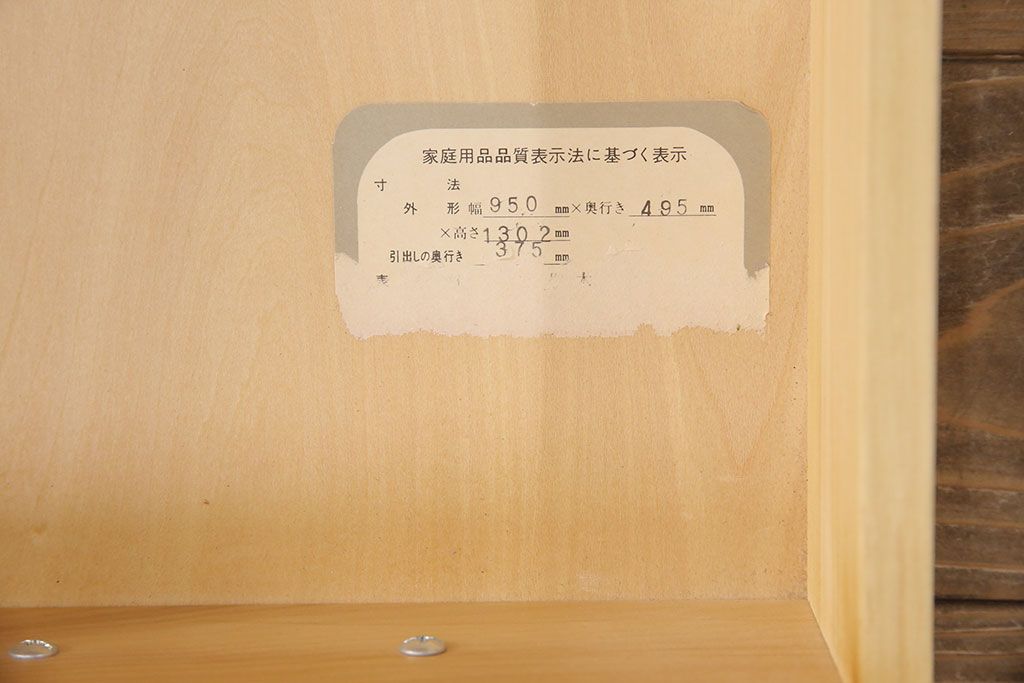 家庭用品品質表示法に基づく表示
寸法
外形 幅 950 mm×奥行き 495 mm
×高さ 1302 mm
引出しの奥行き 375 mm
表